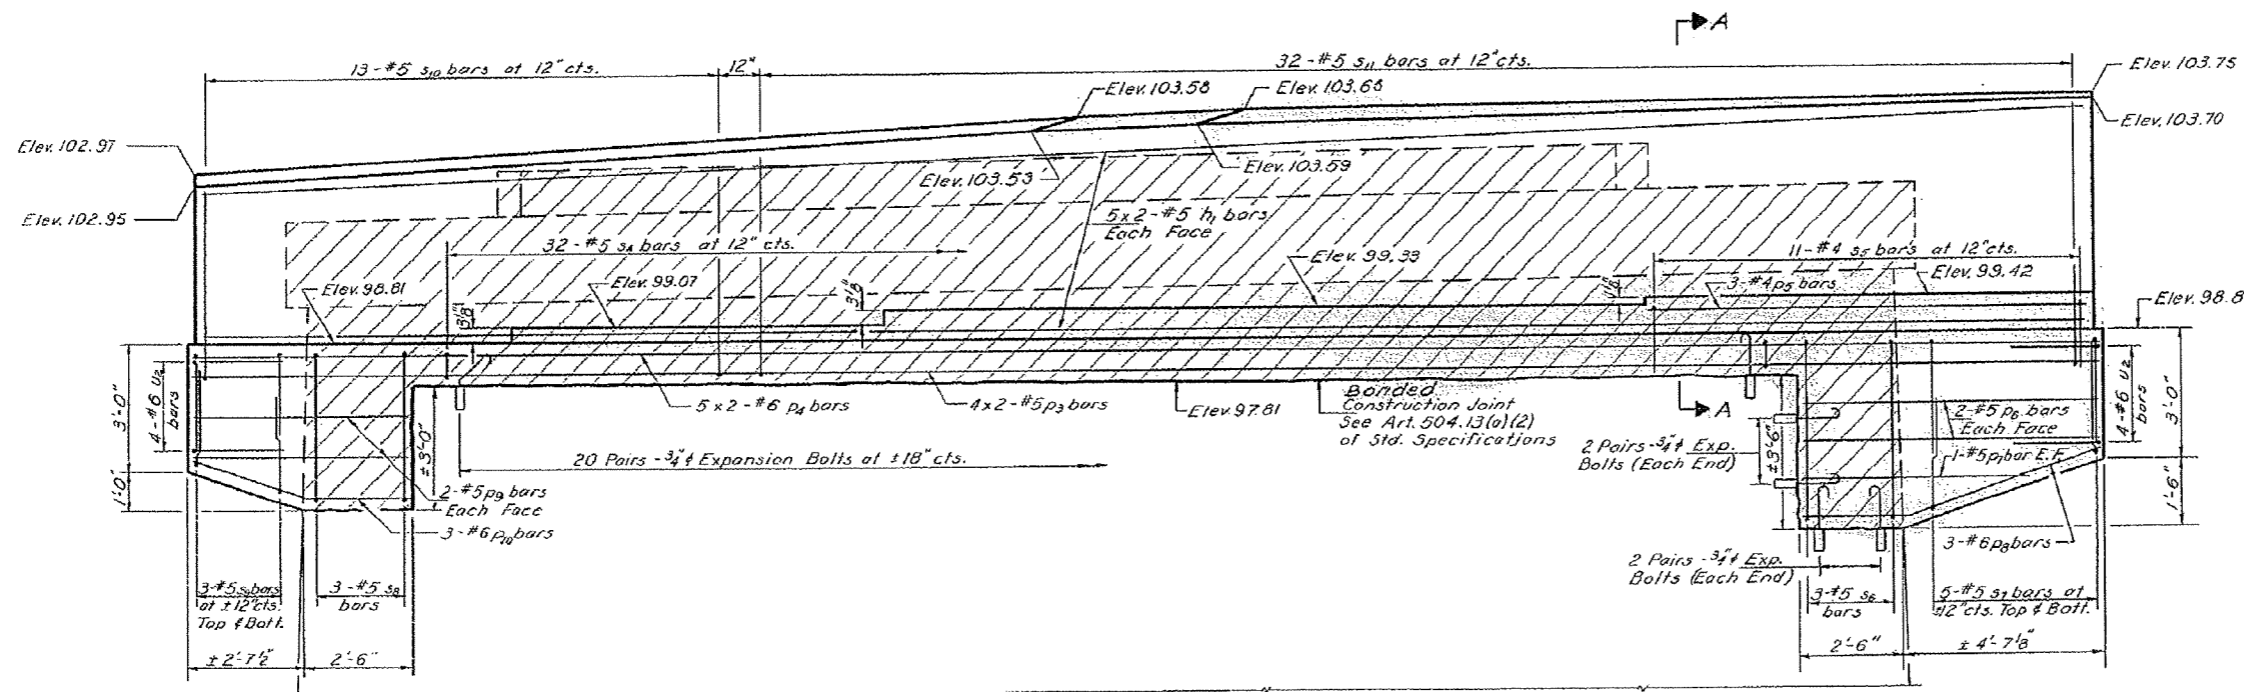 A
13-#5 s10 bars at 12" cts.
12"
32-#5 s11 bars at 12" cts.
Elev. 103.75
Elev. 103.58
Elev. 103.68
Elev. 102.97
Elev. 103.70
Elev. 103.53
Elev. 103.59
Elev. 102.95
5x2-#5 h1 bars
Each Face
32-#5 s4 bars at 12" cts.
11-#4 s5 bars at 12" cts.
Elev. 99.33
Elev. 99.42
Elev. 98.81
Elev. 99.07
3-#4 p5 bars
3⅛"
3⅛"
1⅛"
Elev. 98.8
3'-0"
4-#6 u2
bars
1'-0"
5x2-#6 p4 bars
4x2-#5 p3 bars
Elev. 97.81
Bonded
Construction Joint
See Art. 504.13(a)(2)
of Std. Specifications
A
±3'-0"
20 Pairs-¾"ϕ Expansion Bolts at ±18" cts.
2 Pairs-¾"ϕ Exp.
Bolts (Each End)
±3'-6"
2-#5 p6 bars
Each Face
1-#5 p7 bar E.F.
4-#6 u2
bars
3'-0"
1'-6"
2-#5 p9 bars
Each Face
3-#6 p10 bars
3-#6 p8 bars
2 Pairs-¾"ϕ Exp.
Bolts (Each End)
3-#5 s9 bars
at ±12" cts.
Top & Bott.
3-#5 s8
bars
3-#5 s6
bars
5-#5 s7 bars at
±12" cts. Top & Bott.
±2'-7½"
2'-6"
2'-6"
±4'-7⅛"